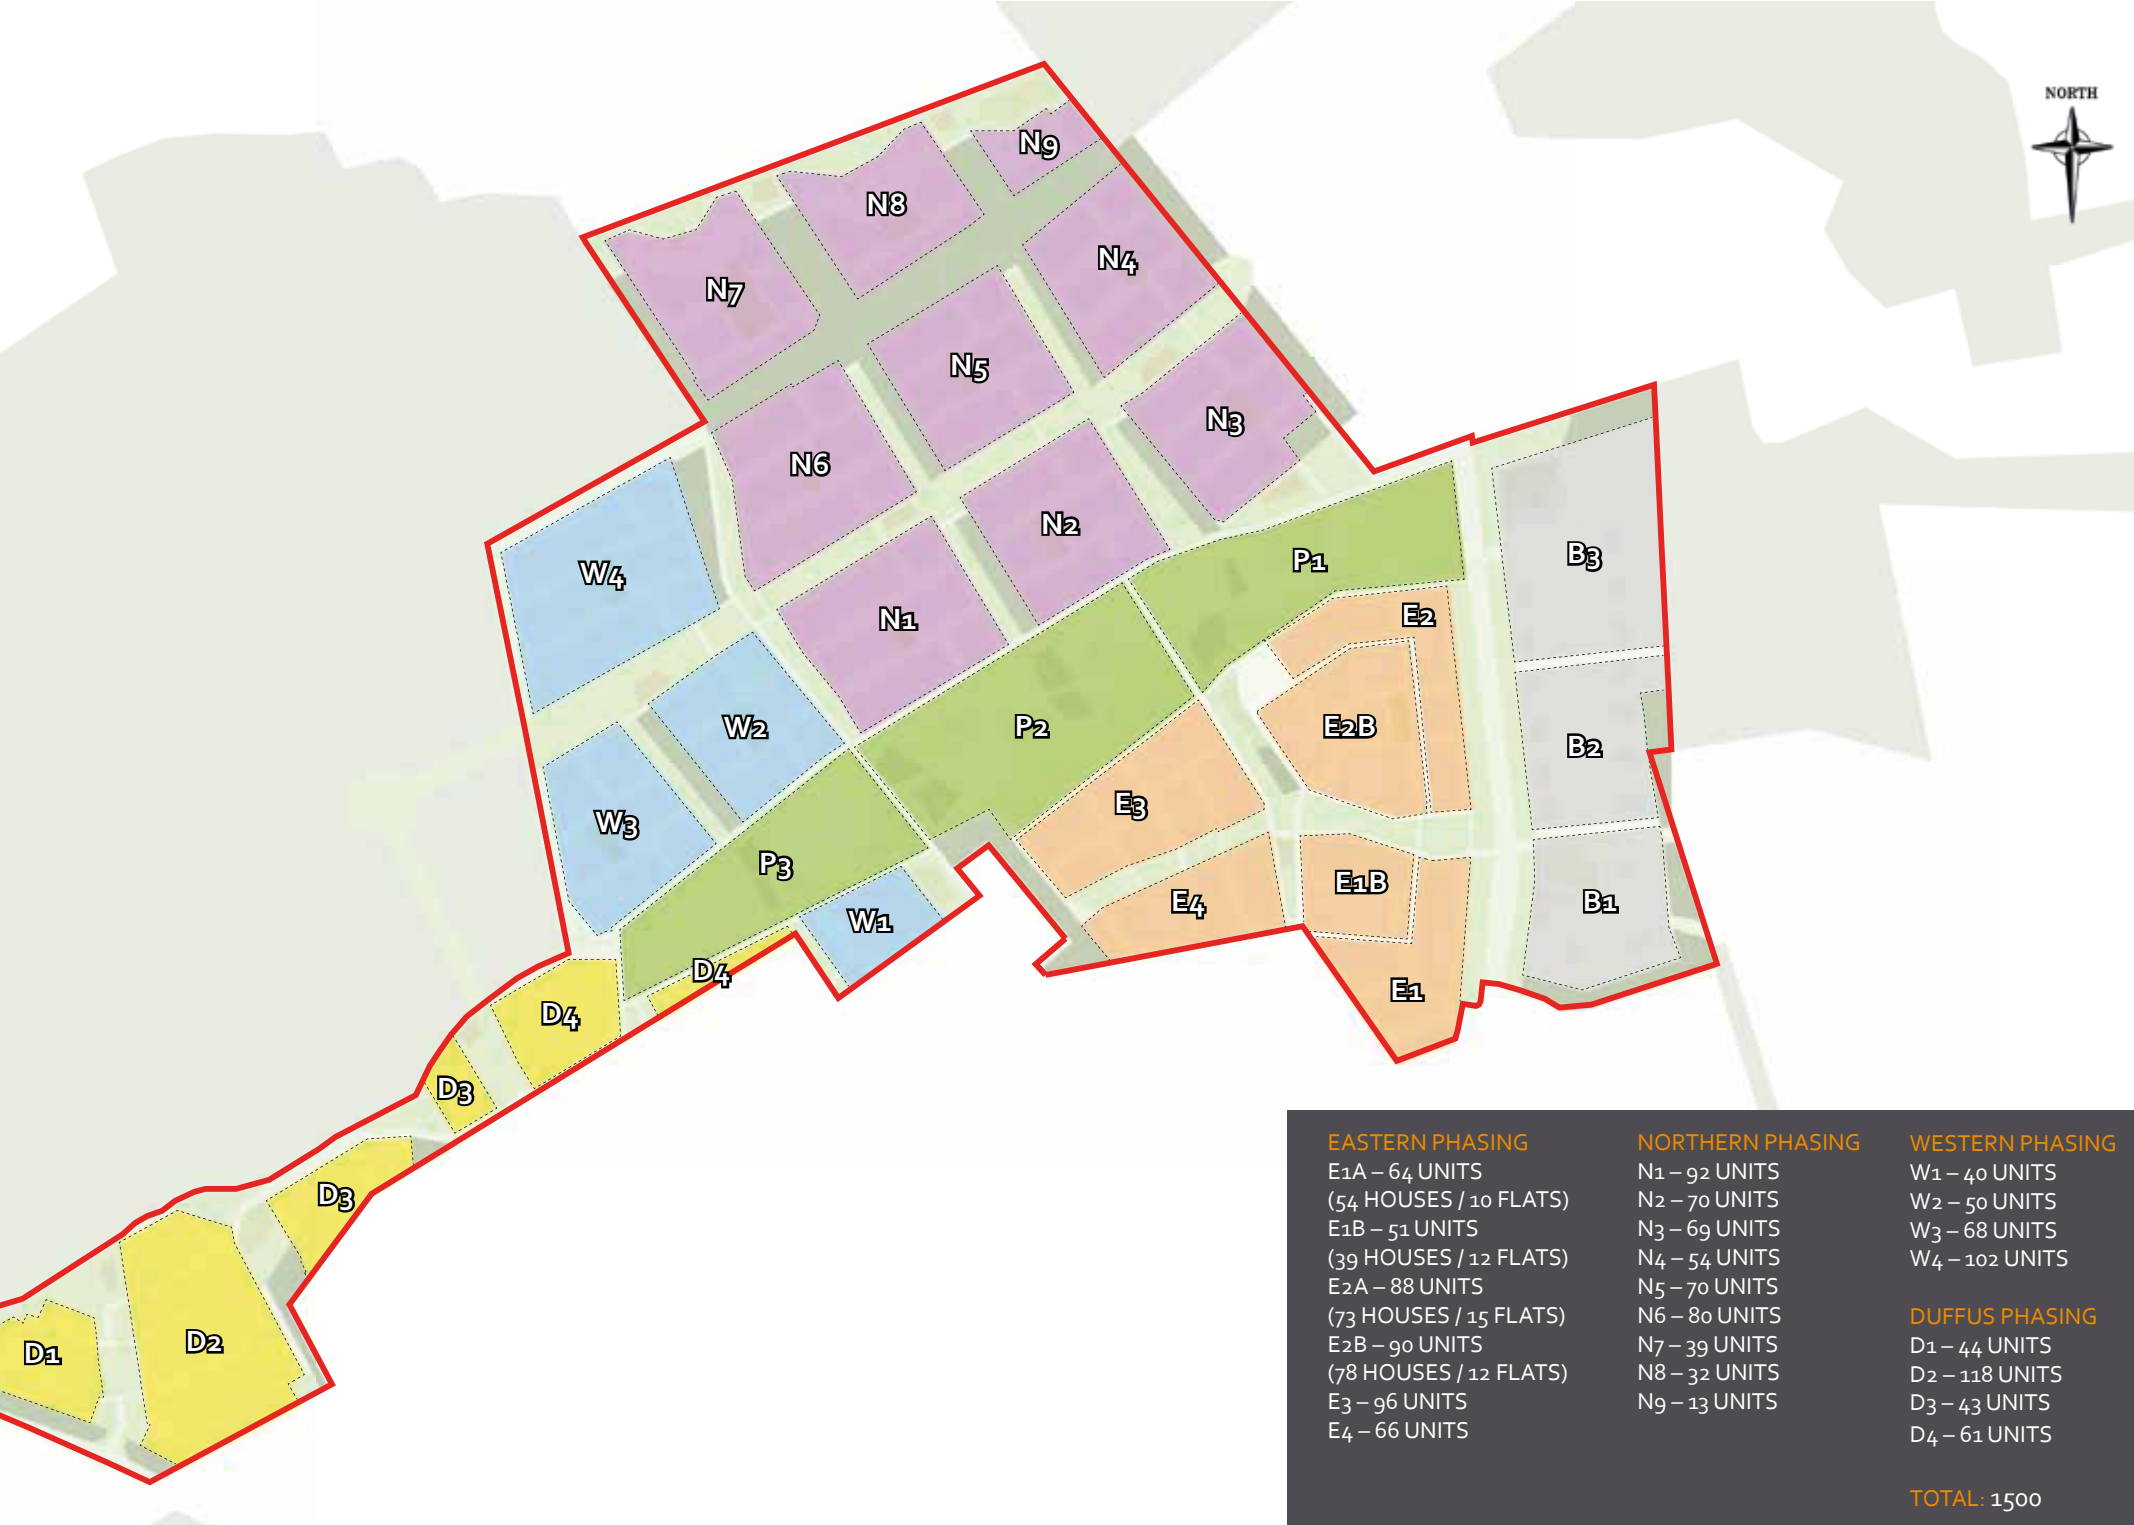 NORTH
N9
N8
N4
N7
N5
N3
N6
N2
P1
B3
W4
N1
E2
W2
P2
E2B
B2
E3
W3
P3
E1B
E4
B1
W1
D4
E1
D4
D3
D3
D2
D1
EASTERN PHASING
E1A – 64 UNITS
(54 HOUSES / 10 FLATS)
E1B – 51 UNITS
(39 HOUSES / 12 FLATS)
E2A – 88 UNITS
(73 HOUSES / 15 FLATS)
E2B – 90 UNITS
(78 HOUSES / 12 FLATS)
E3 – 96 UNITS
E4 – 66 UNITS
NORTHERN PHASING
N1 – 92 UNITS
N2 – 70 UNITS
N3 – 69 UNITS
N4 – 54 UNITS
N5 – 70 UNITS
N6 – 80 UNITS
N7 – 39 UNITS
N8 – 32 UNITS
N9 – 13 UNITS
WESTERN PHASING
W1 – 40 UNITS
W2 – 50 UNITS
W3 – 68 UNITS
W4 – 102 UNITS
DUFFUS PHASING
D1 – 44 UNITS
D2 – 118 UNITS
D3 – 43 UNITS
D4 – 61 UNITS
TOTAL: 1500